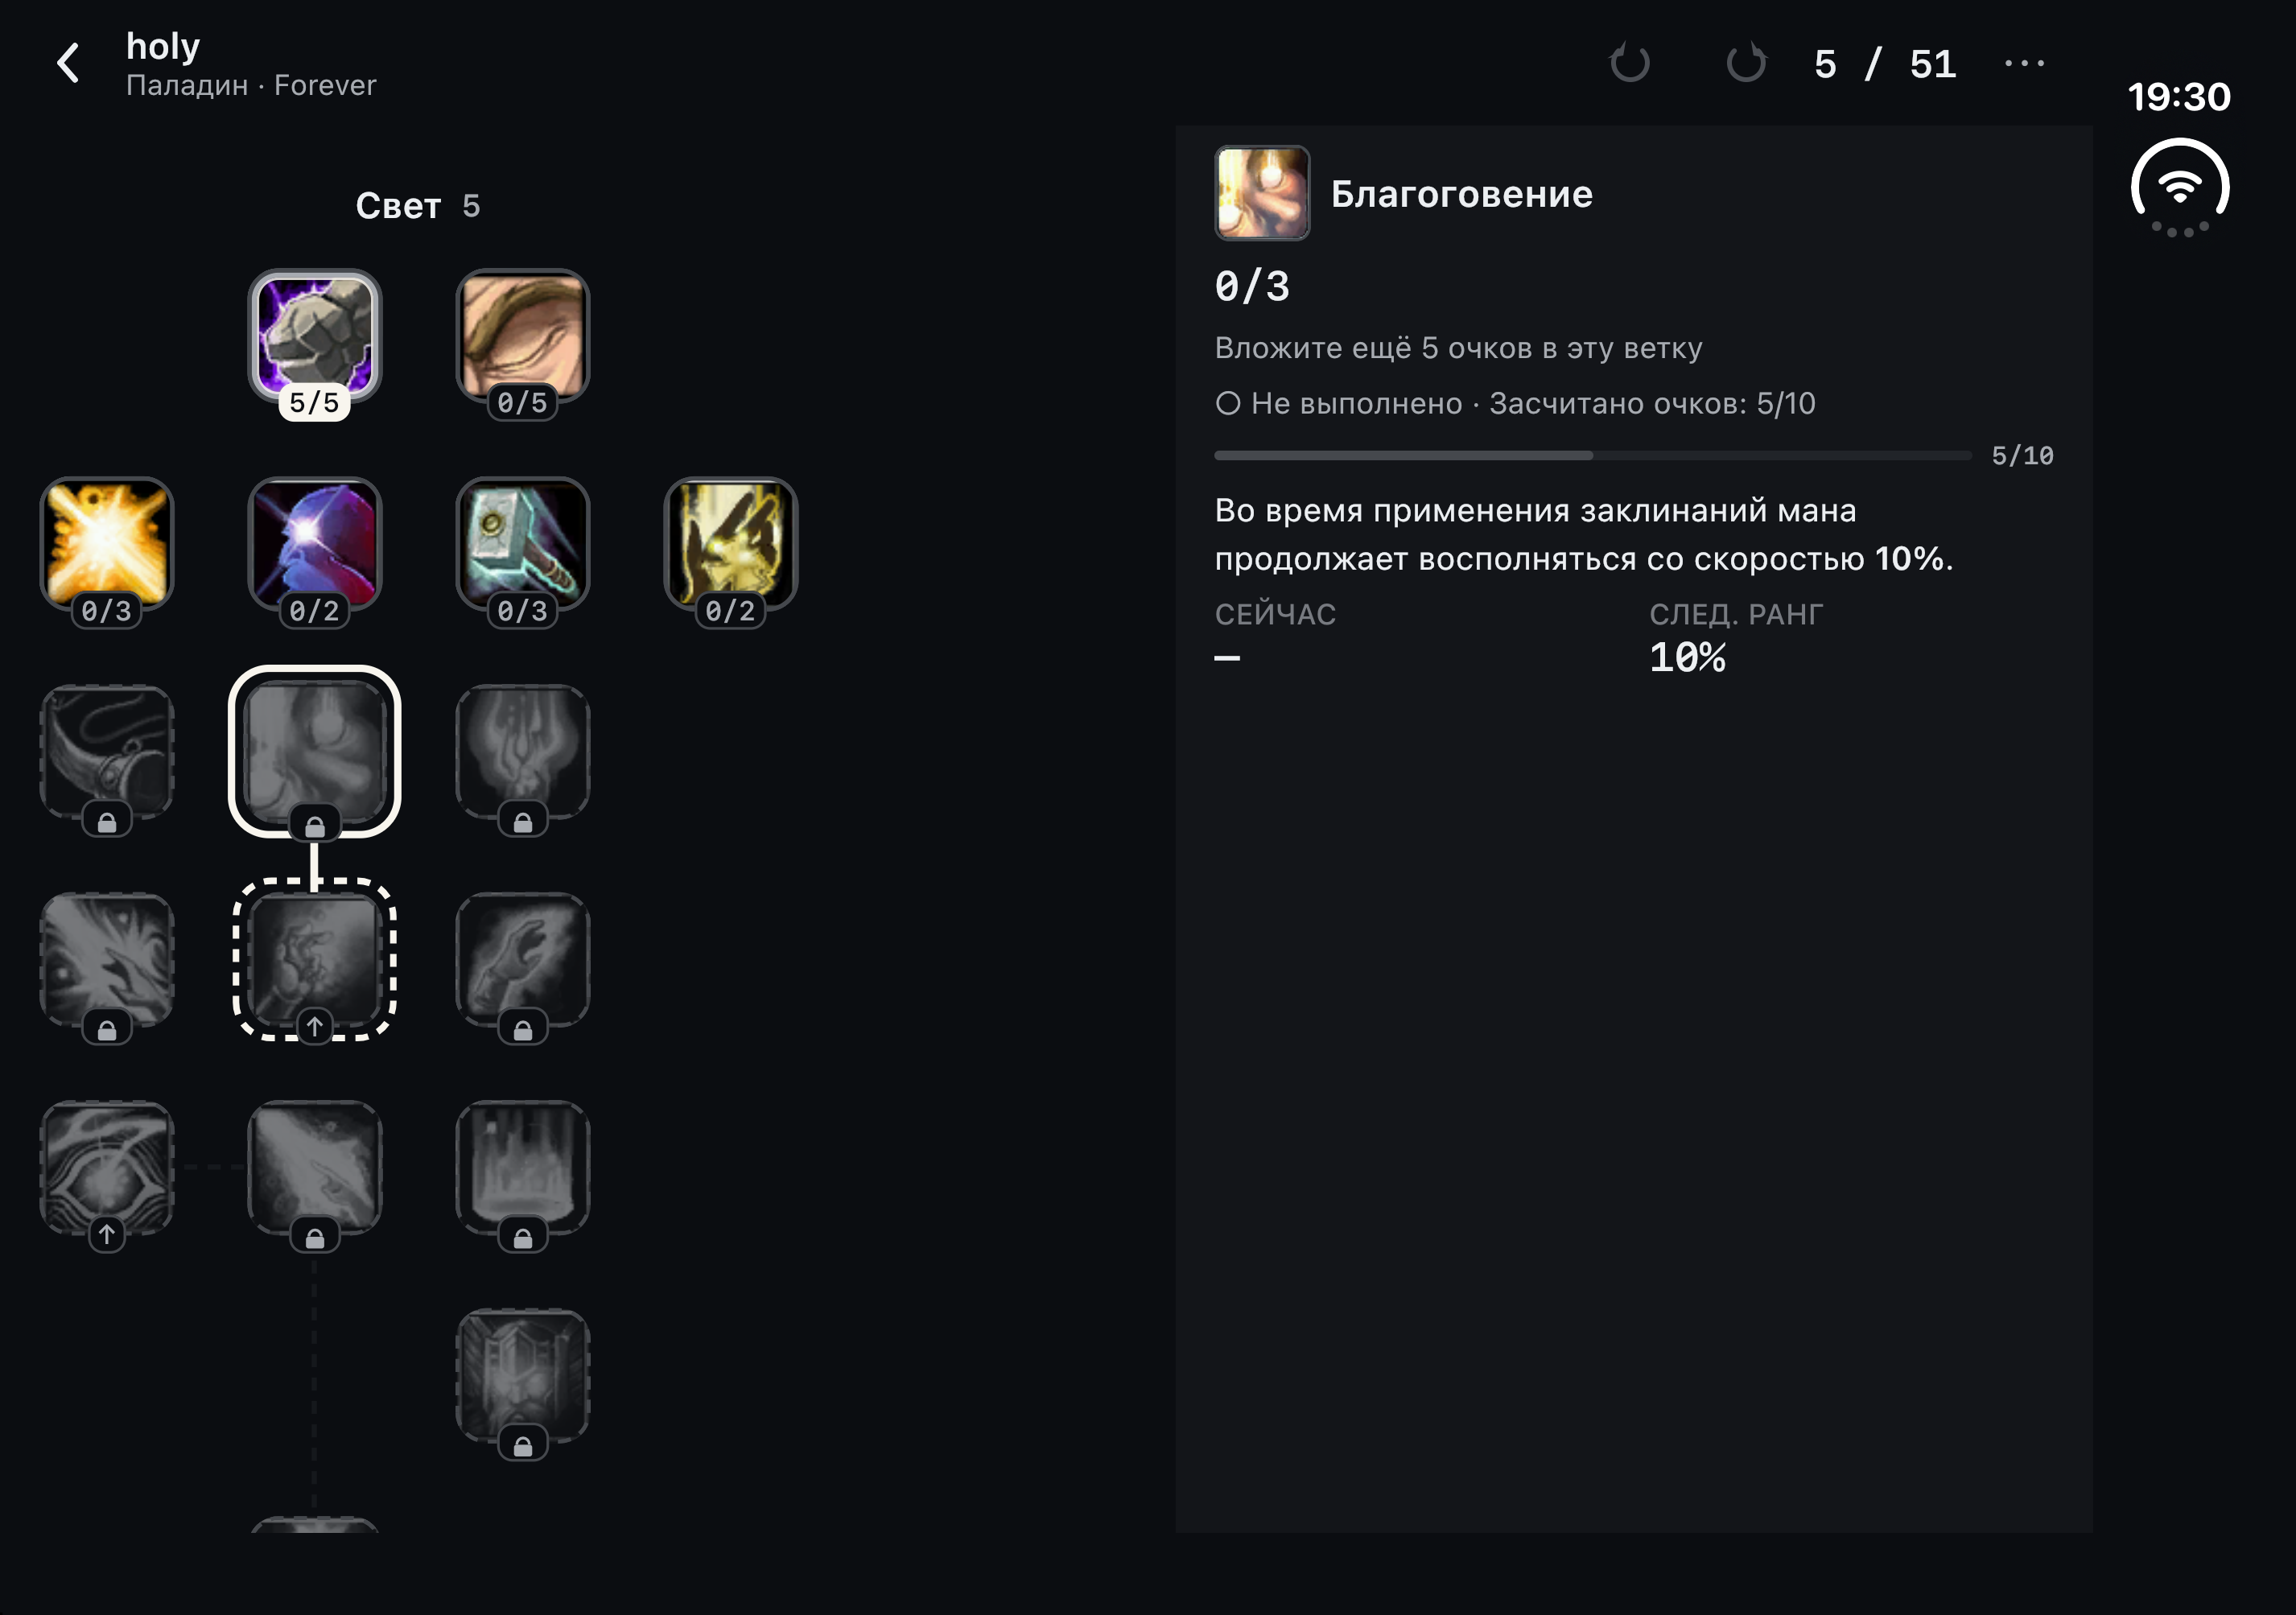 holy
Паладин · Forever
5 / 51
19:30
Свет 5
5/5
0/5
0/3
0/2
0/3
0/2
Благоговение
0/3
Вложите ещё 5 очков в эту ветку
Не выполнено · Засчитано очков: 5/10
5/10
Во время применения заклинаний мана
продолжает восполняться со скоростью 10%.
СЕЙЧАС
—
СЛЕД. РАНГ
10%